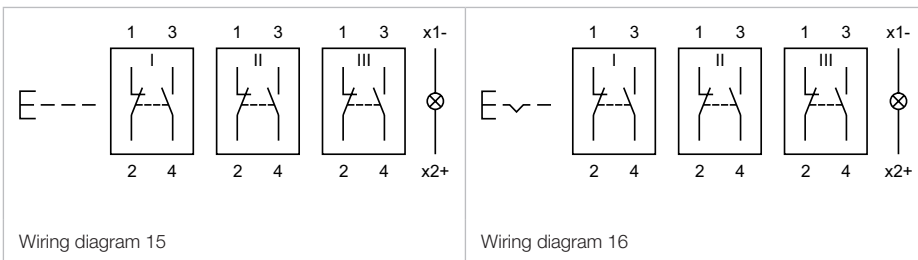 1 3 1 3 1 3 x1-
I II III
2 4 2 4 2 4 x2+
Wiring diagram 15
1 3 1 3 1 3 x1-
I II III
2 4 2 4 2 4 x2+
Wiring diagram 16